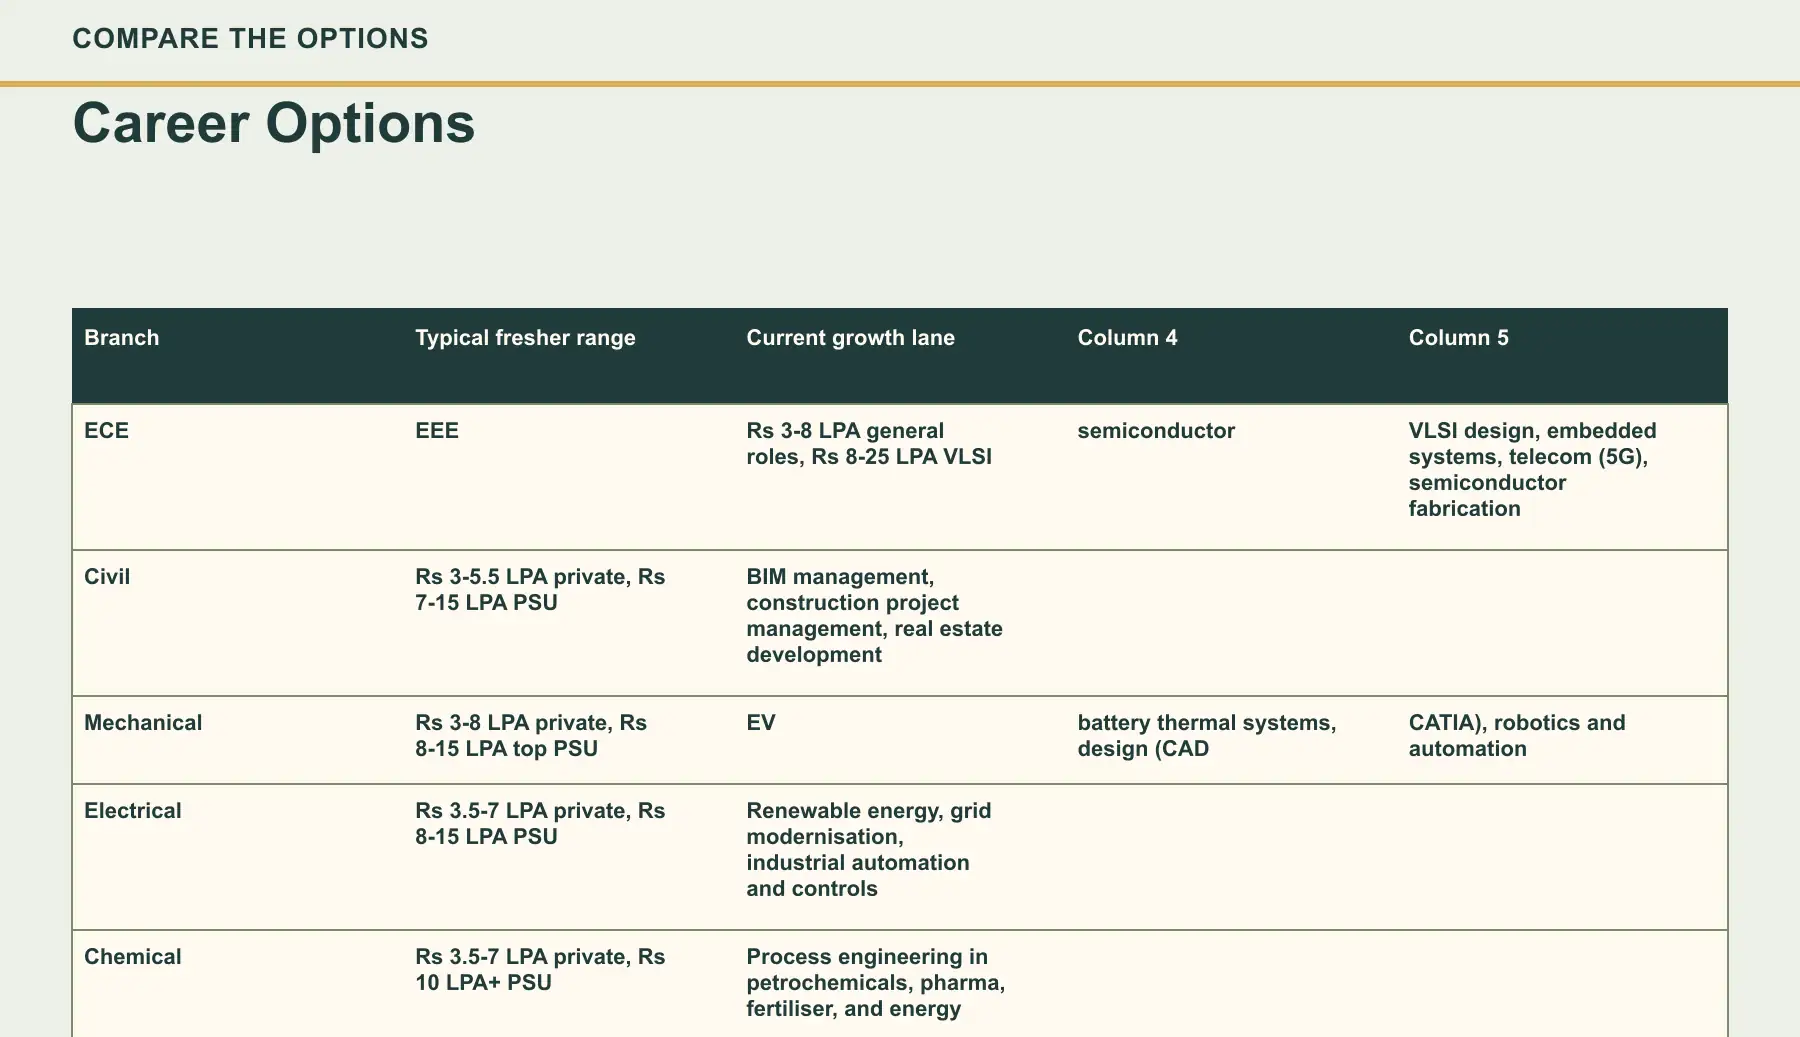 COMPARE THE OPTIONS
Career Options
Branch
Typical fresher range
Current growth lane
Column 4
Column 5
ECE
EEE
Rs 3-8 LPA general
roles, Rs 8-25 LPA VLSI
semiconductor
VLSI design, embedded
systems, telecom (5G),
semiconductor
fabrication
Civil
Rs 3-5.5 LPA private, Rs
7-15 LPA PSU
BIM management,
construction project
management, real estate
development
Mechanical
Rs 3-8 LPA private, Rs
8-15 LPA top PSU
EV
battery thermal systems,
design (CAD
CATIA), robotics and
automation
Electrical
Rs 3.5-7 LPA private, Rs
8-15 LPA PSU
Renewable energy, grid
modernisation,
industrial automation
and controls
Chemical
Rs 3.5-7 LPA private, Rs
10 LPA+ PSU
Process engineering in
petrochemicals, pharma,
fertiliser, and energy